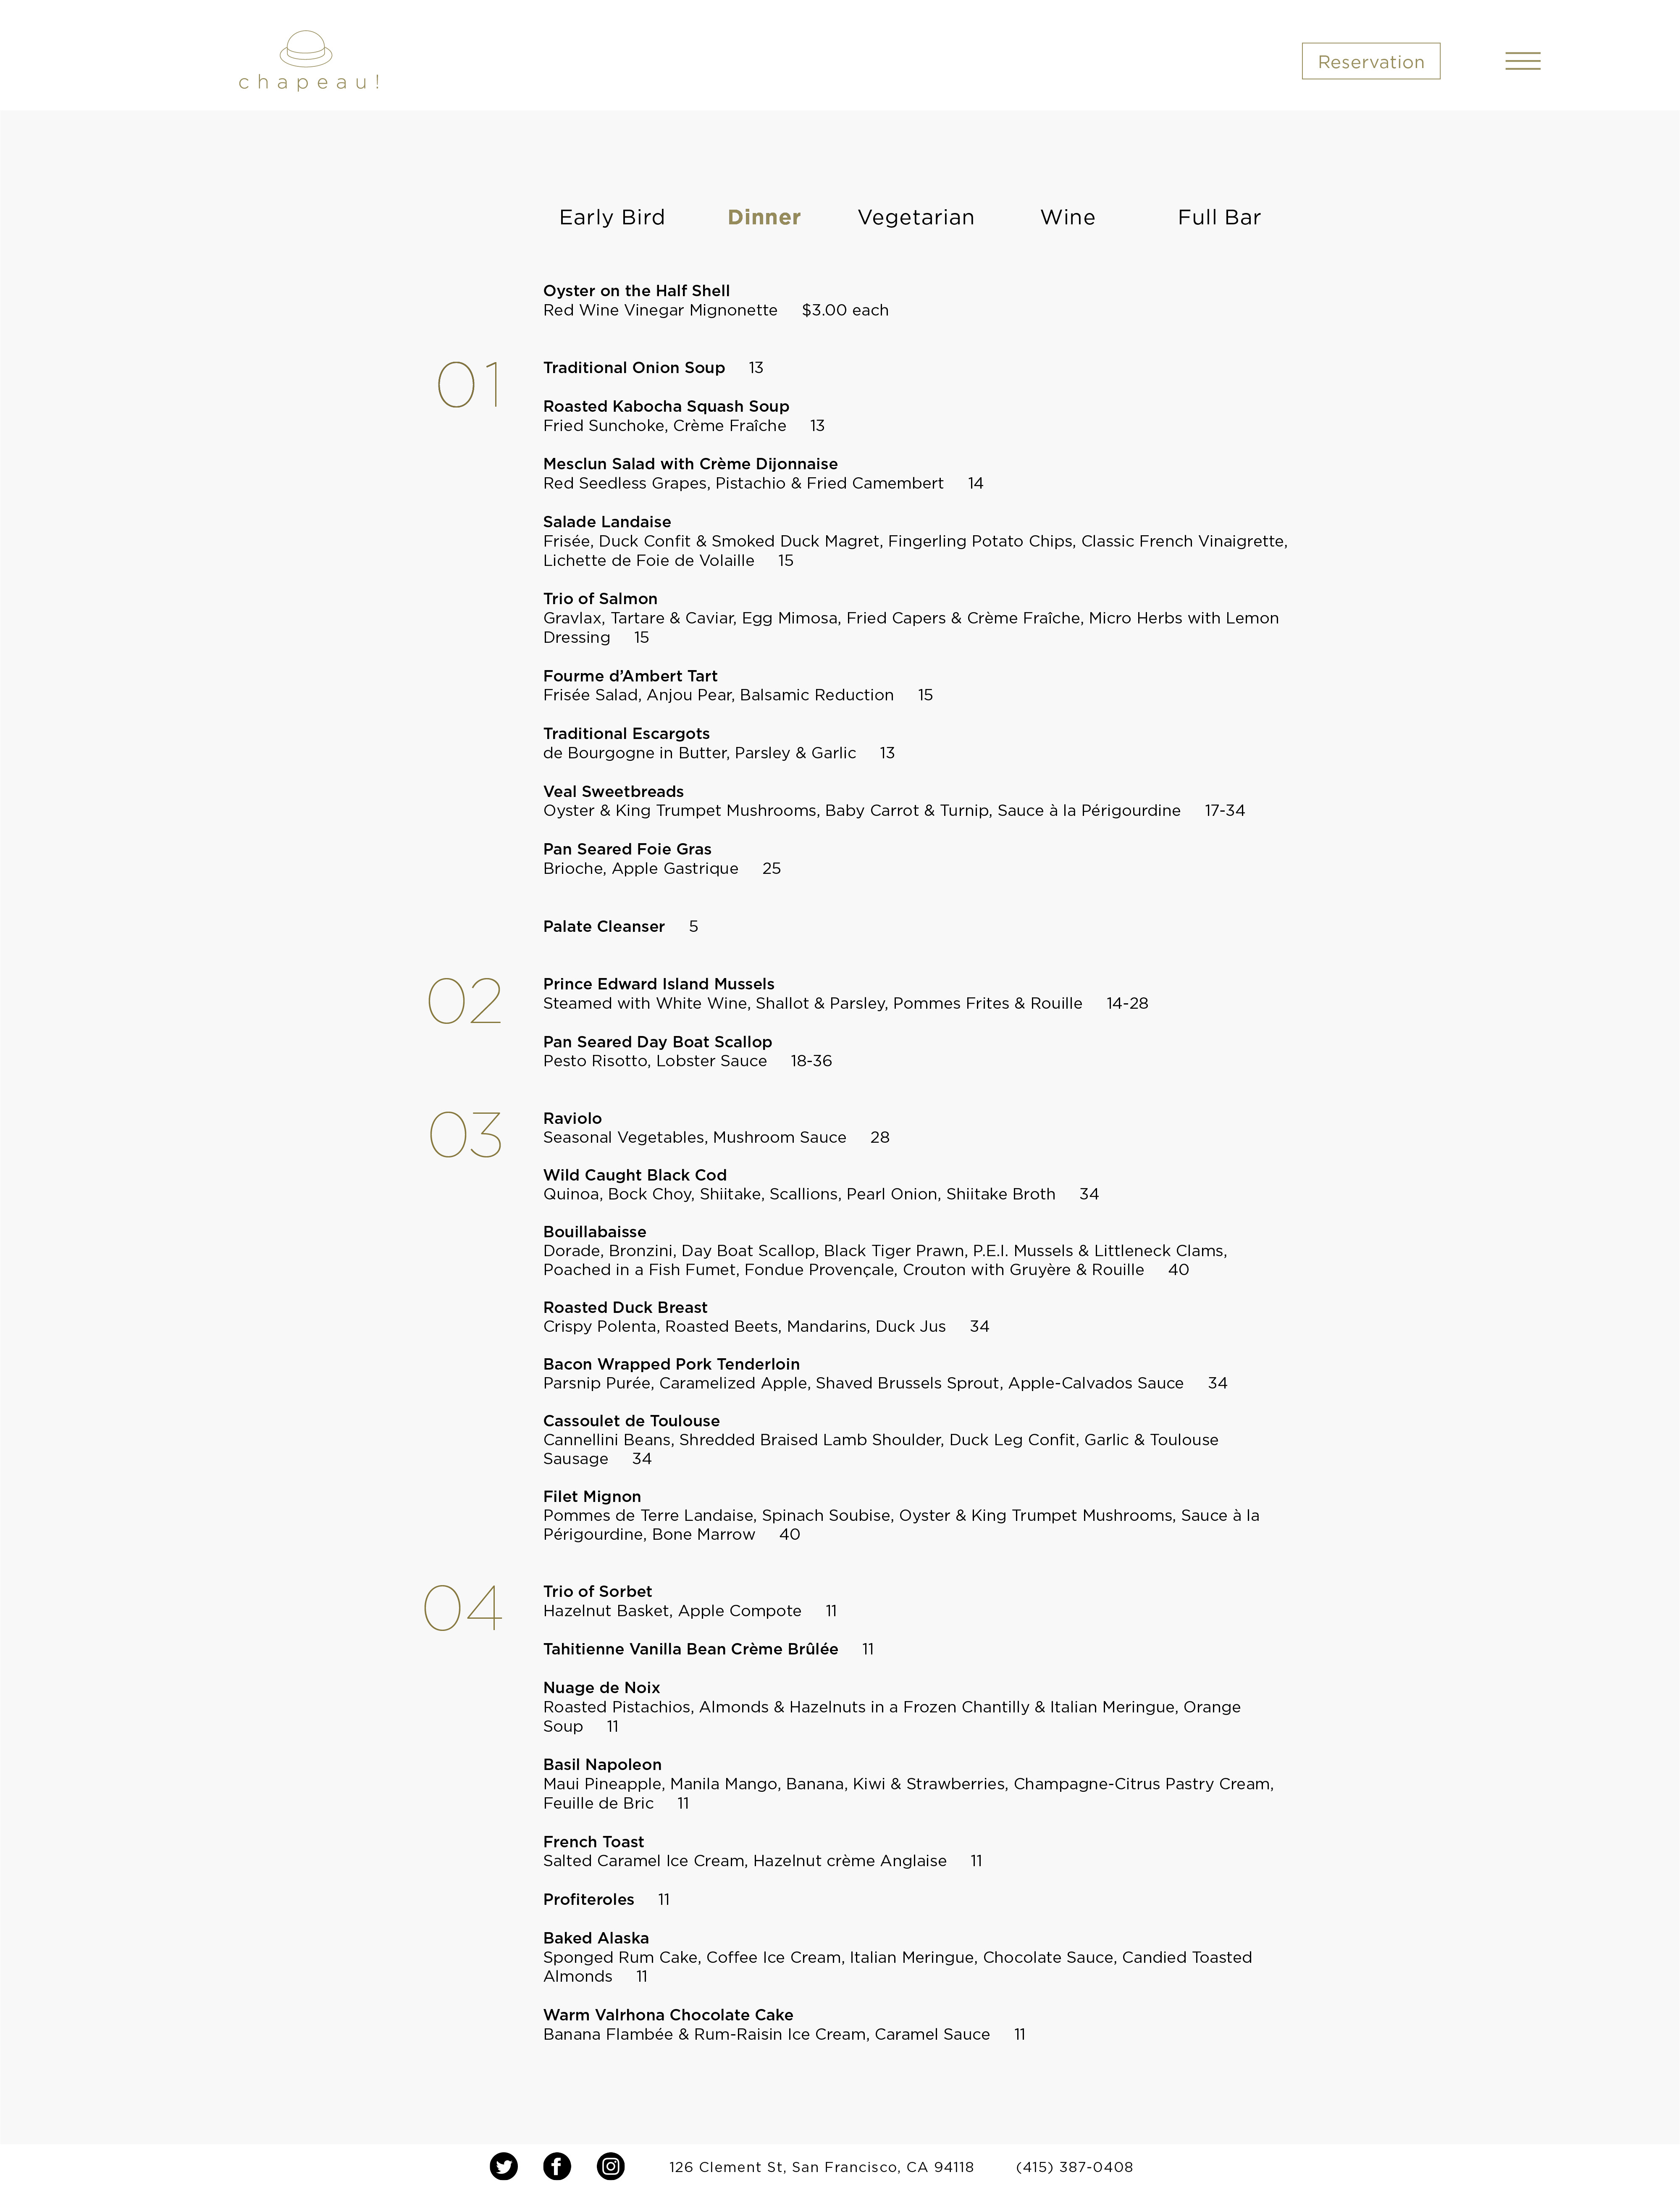 chapeau!
Reservation
Early Bird Dinner Vegetarian Wine Full Bar
Oyster on the Half Shell
Red Wine Vinegar Mignonette $3.00 each
01
Traditional Onion Soup 13
Roasted Kabocha Squash Soup
Fried Sunchoke, Crème Fraîche 13
Mesclun Salad with Crème Dijonnaise
Red Seedless Grapes, Pistachio & Fried Camembert 14
Salade Landaise
Frisée, Duck Confit & Smoked Duck Magret, Fingerling Potato Chips, Classic French Vinaigrette,
Lichette de Foie de Volaille 15
Trio of Salmon
Gravlax, Tartare & Caviar, Egg Mimosa, Fried Capers & Crème Fraîche, Micro Herbs with Lemon
Dressing 15
Fourme d’Ambert Tart
Frisée Salad, Anjou Pear, Balsamic Reduction 15
Traditional Escargots
de Bourgogne in Butter, Parsley & Garlic 13
Veal Sweetbreads
Oyster & King Trumpet Mushrooms, Baby Carrot & Turnip, Sauce à la Périgourdine 17-34
Pan Seared Foie Gras
Brioche, Apple Gastrique 25
Palate Cleanser 5
02
Prince Edward Island Mussels
Steamed with White Wine, Shallot & Parsley, Pommes Frites & Rouille 14-28
Pan Seared Day Boat Scallop
Pesto Risotto, Lobster Sauce 18-36
03
Raviolo
Seasonal Vegetables, Mushroom Sauce 28
Wild Caught Black Cod
Quinoa, Bock Choy, Shiitake, Scallions, Pearl Onion, Shiitake Broth 34
Bouillabaisse
Dorade, Bronzini, Day Boat Scallop, Black Tiger Prawn, P.E.I. Mussels & Littleneck Clams,
Poached in a Fish Fumet, Fondue Provençale, Crouton with Gruyère & Rouille 40
Roasted Duck Breast
Crispy Polenta, Roasted Beets, Mandarins, Duck Jus 34
Bacon Wrapped Pork Tenderloin
Parsnip Purée, Caramelized Apple, Shaved Brussels Sprout, Apple-Calvados Sauce 34
Cassoulet de Toulouse
Cannellini Beans, Shredded Braised Lamb Shoulder, Duck Leg Confit, Garlic & Toulouse
Sausage 34
Filet Mignon
Pommes de Terre Landaise, Spinach Soubise, Oyster & King Trumpet Mushrooms, Sauce à la
Périgourdine, Bone Marrow 40
04
Trio of Sorbet
Hazelnut Basket, Apple Compote 11
Tahitienne Vanilla Bean Crème Brûlée 11
Nuage de Noix
Roasted Pistachios, Almonds & Hazelnuts in a Frozen Chantilly & Italian Meringue, Orange
Soup 11
Basil Napoleon
Maui Pineapple, Manila Mango, Banana, Kiwi & Strawberries, Champagne-Citrus Pastry Cream,
Feuille de Bric 11
French Toast
Salted Caramel Ice Cream, Hazelnut crème Anglaise 11
Profiteroles 11
Baked Alaska
Sponged Rum Cake, Coffee Ice Cream, Italian Meringue, Chocolate Sauce, Candied Toasted
Almonds 11
Warm Valrhona Chocolate Cake
Banana Flambée & Rum-Raisin Ice Cream, Caramel Sauce 11
126 Clement St, San Francisco, CA 94118 (415) 387-0408